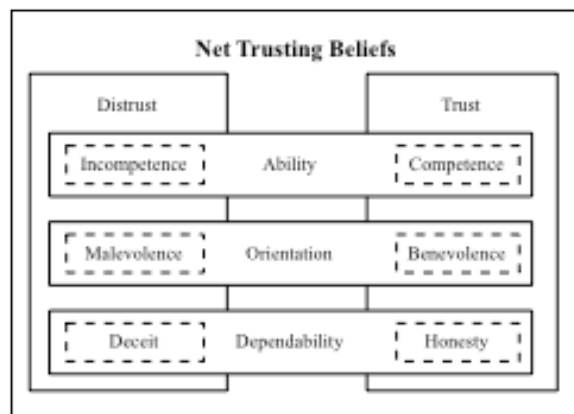 Net Trusting Beliefs
Distrust Trust
Incompetence Ability Competence
Malevolence Orientation Benevolence
Deceit Dependability Honesty